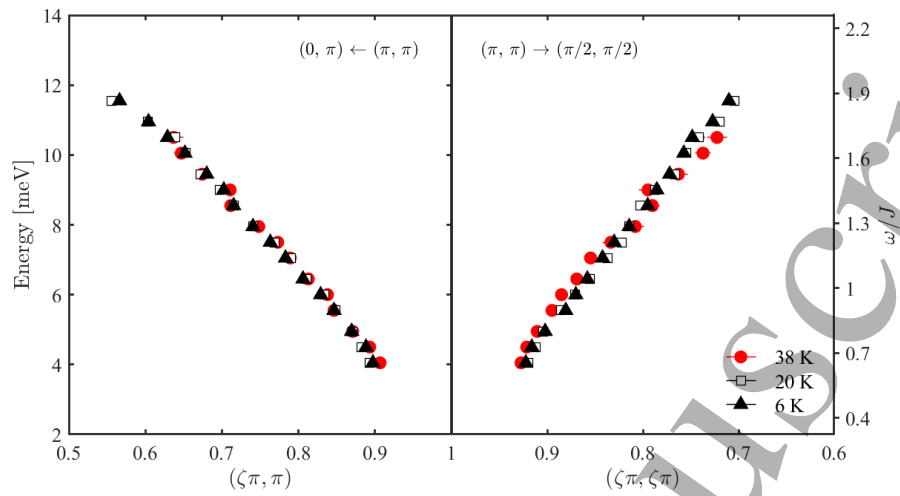 14
12
10
8
6
4
2
Energy [meV]
(0, π) ← (π, π)
(π, π) → (π/2, π/2)
2.2
1.9
1.6
1.3
1
0.7
0.4
ω/J
38 K
20 K
6 K
0.5
0.6
0.7
0.8
0.9
1
0.9
0.8
0.7
0.6
(ζπ, π)
(ζπ, ζπ)
uscri